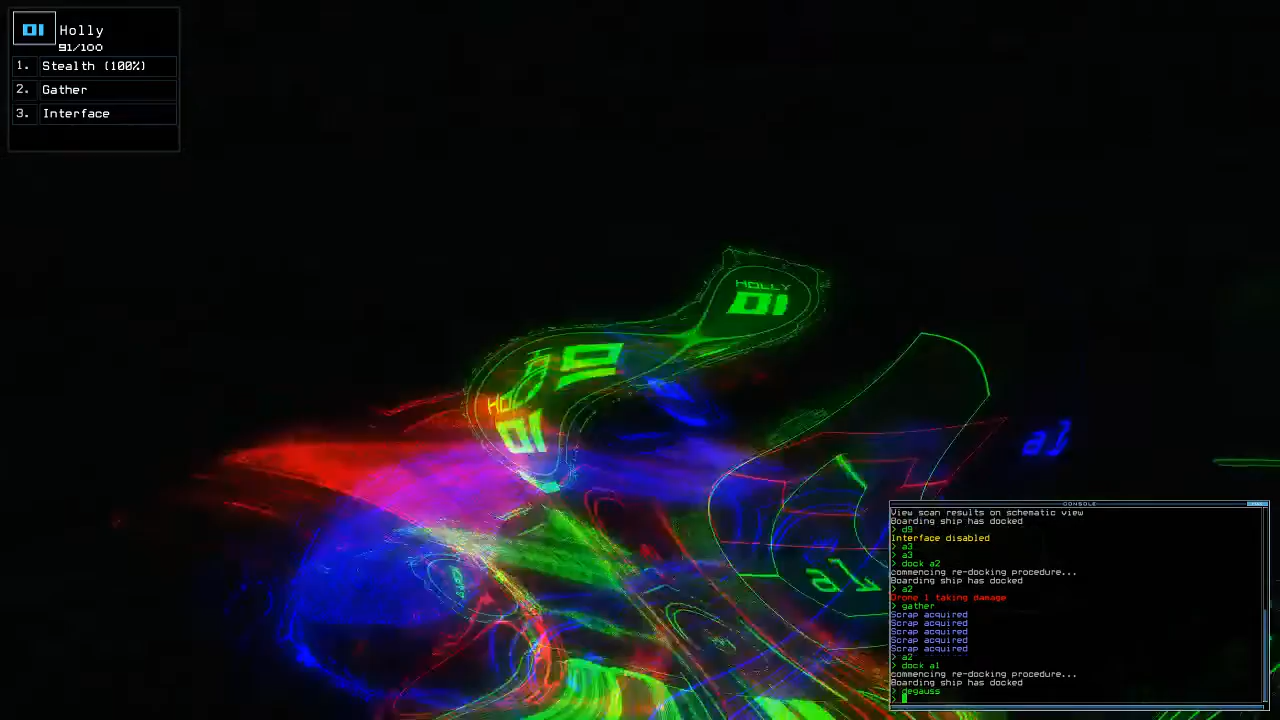 01 Holly
91/100
1. Stealth (100%)
2. Gather
3. Interface
HOLLY
01
01
a3
a1
CONSOLE
View scan results on schematic view
Boarding ship has docked
> d9
Interface disabled
> a3
> a3
> dock a2
commencing re-docking procedure...
Boarding ship has docked
> a2
Drone 1 taking damage
> gather
Scrap acquired
Scrap acquired
Scrap acquired
Scrap acquired
Scrap acquired
> a2
> dock a1
commencing re-docking procedure...
Boarding ship has docked
> degauss
>